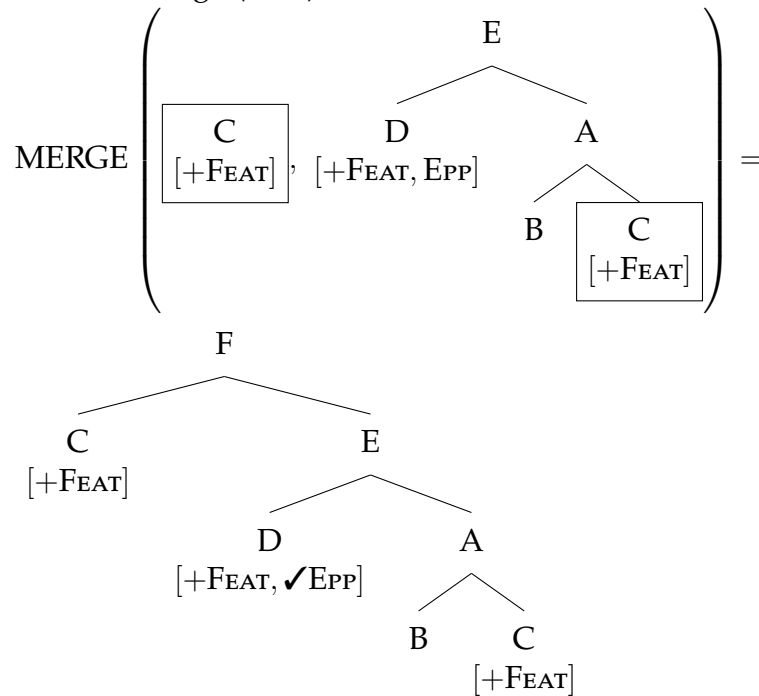 E
C D A
MERGE [+FEAT], [+FEAT, EPP] =
B C
[+FEAT]
F
C E
[+FEAT]
D A
[+FEAT, ✓EPP]
B C
[+FEAT]